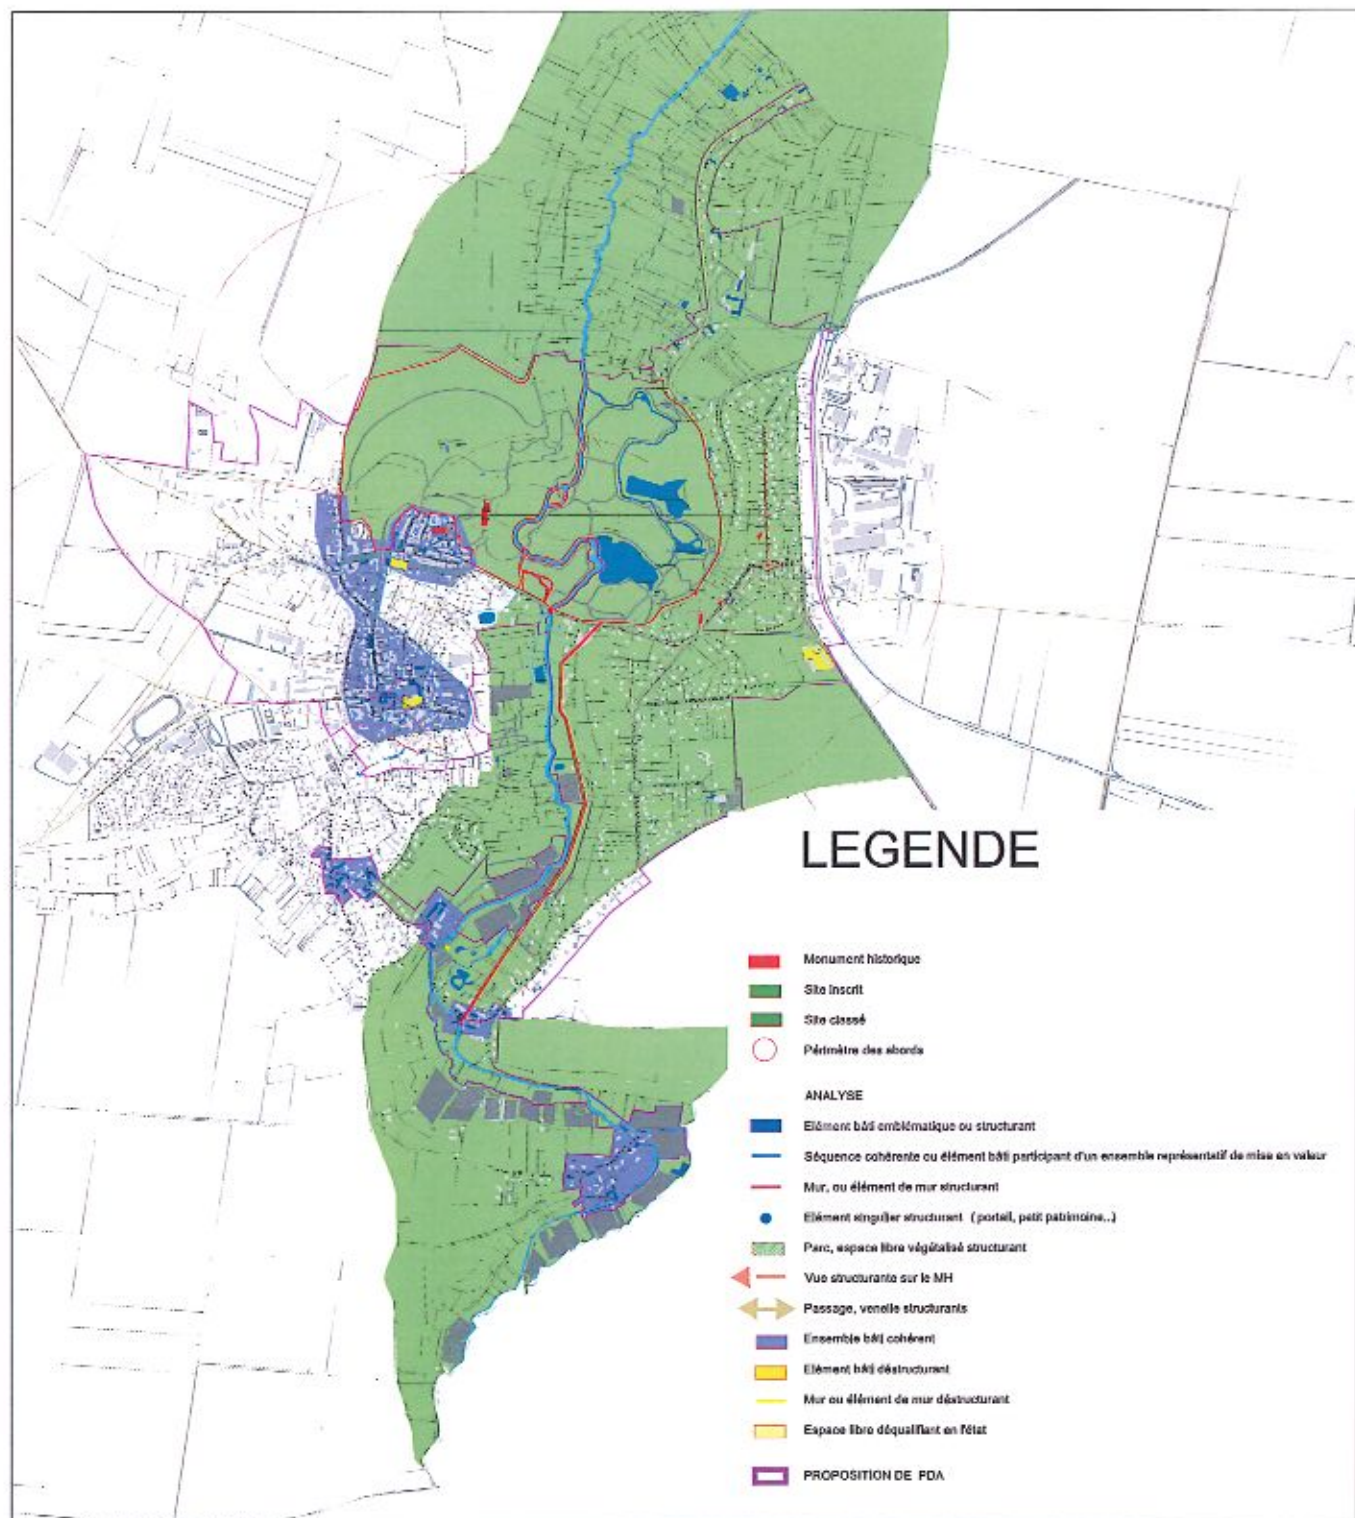 LEGENDE
Monument historique
Site inscrit
Site classé
Périmètre des abords
ANALYSE
Elément bâti emblématique ou structurant
Séquence cohérente ou élément bâti participant d'un ensemble représentatif de mise en valeur
Mur, ou élément de mur structurant
Elément singulier structurant ( portail, petit patrimoine...)
Parc, espace libre végétalisé structurant
Vue structurante sur le MH
Passage, venelle structurants
Ensemble bâti cohérent
Elément bâti déstructurant
Mur ou élément de mur déstructurant
Espace libre déqualifiant en l'état
PROPOSITION DE PDA